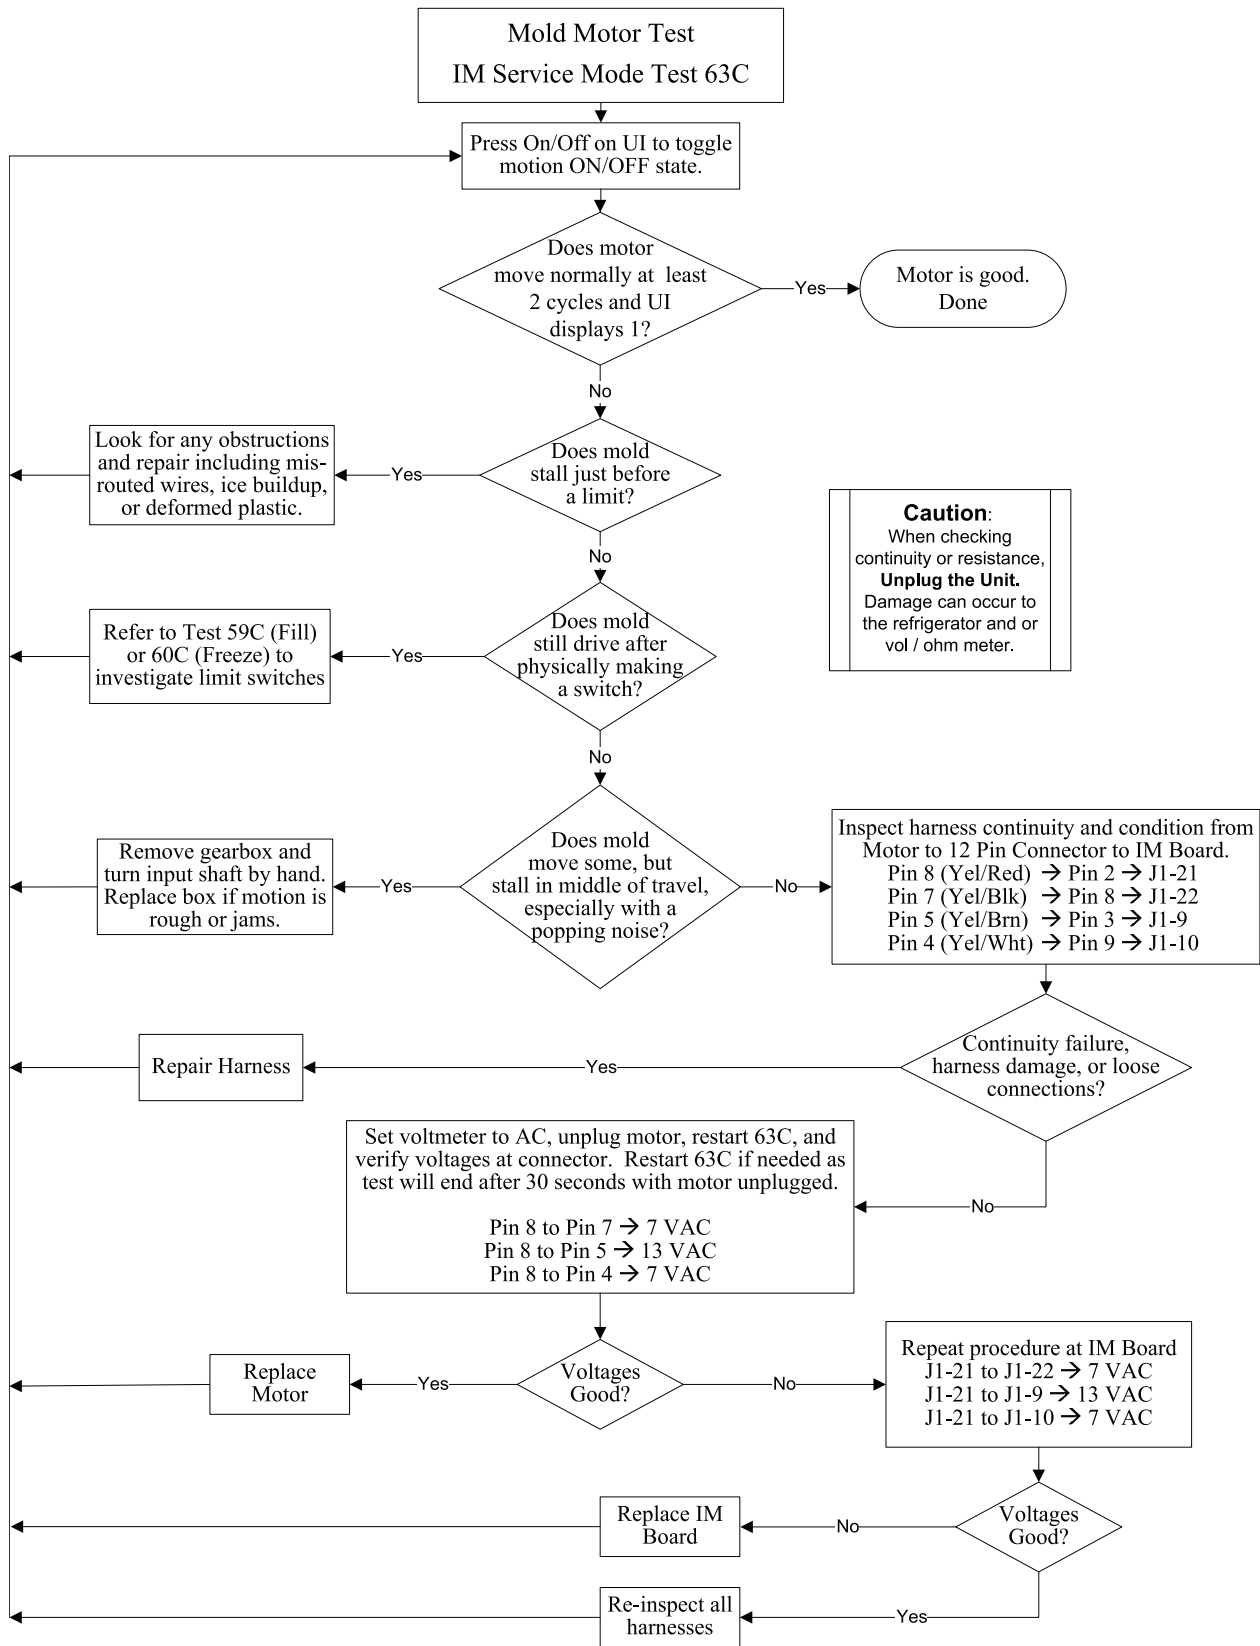 Mold Motor Test
IM Service Mode Test 63C
Press On/Off on UI to toggle
motion ON/OFF state.
Does motor
move normally at least
2 cycles and UI
displays 1?
Yes
Motor is good.
Done
No
Look for any obstructions
and repair including mis-
routed wires, ice buildup,
or deformed plastic.
Yes
Does mold
stall just before
a limit?
Caution:
When checking
continuity or resistance,
Unplug the Unit.
Damage can occur to
the refrigerator and or
vol / ohm meter.
No
Refer to Test 59C (Fill)
or 60C (Freeze) to
investigate limit switches
Yes
Does mold
still drive after
physically making
a switch?
No
Remove gearbox and
turn input shaft by hand.
Replace box if motion is
rough or jams.
Yes
Does mold
move some, but
stall in middle of travel,
especially with a
popping noise?
No
Inspect harness continuity and condition from
Motor to 12 Pin Connector to IM Board.
Pin 8 (Yel/Red) → Pin 2 → J1-21
Pin 7 (Yel/Blk) → Pin 8 → J1-22
Pin 5 (Yel/Brn) → Pin 3 → J1-9
Pin 4 (Yel/Wht) → Pin 9 → J1-10
Repair Harness
Yes
Continuity failure,
harness damage, or loose
connections?
No
Set voltmeter to AC, unplug motor, restart 63C, and
verify voltages at connector. Restart 63C if needed as
test will end after 30 seconds with motor unplugged.
Pin 8 to Pin 7 → 7 VAC
Pin 8 to Pin 5 → 13 VAC
Pin 8 to Pin 4 → 7 VAC
Replace
Motor
Yes
Voltages
Good?
No
Repeat procedure at IM Board
J1-21 to J1-22 → 7 VAC
J1-21 to J1-9 → 13 VAC
J1-21 to J1-10 → 7 VAC
Replace IM
Board
No
Voltages
Good?
Re-inspect all
harnesses
Yes